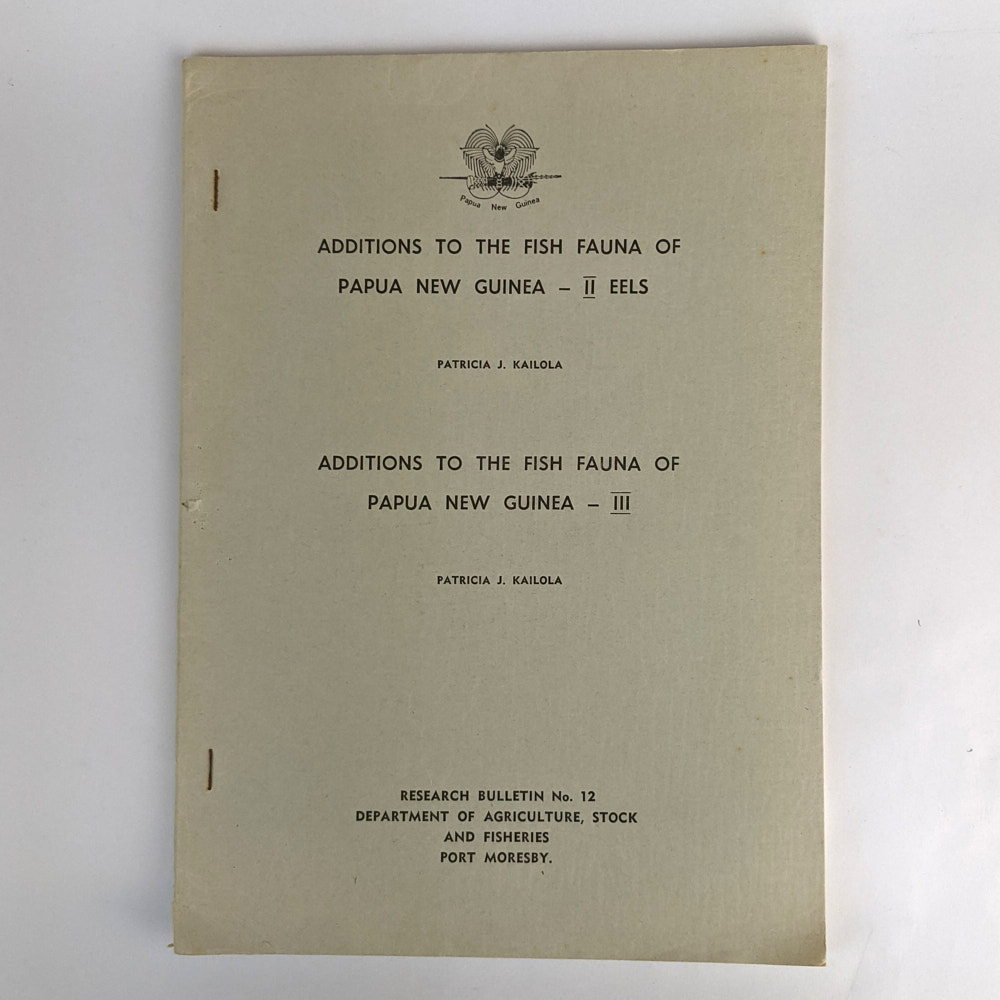 Papua New Guinea
ADDITIONS TO THE FISH FAUNA OF
PAPUA NEW GUINEA – II EELS
PATRICIA J. KAILOLA
ADDITIONS TO THE FISH FAUNA OF
PAPUA NEW GUINEA – III
PATRICIA J. KAILOLA
RESEARCH BULLETIN No. 12
DEPARTMENT OF AGRICULTURE, STOCK
AND FISHERIES
PORT MORESBY.